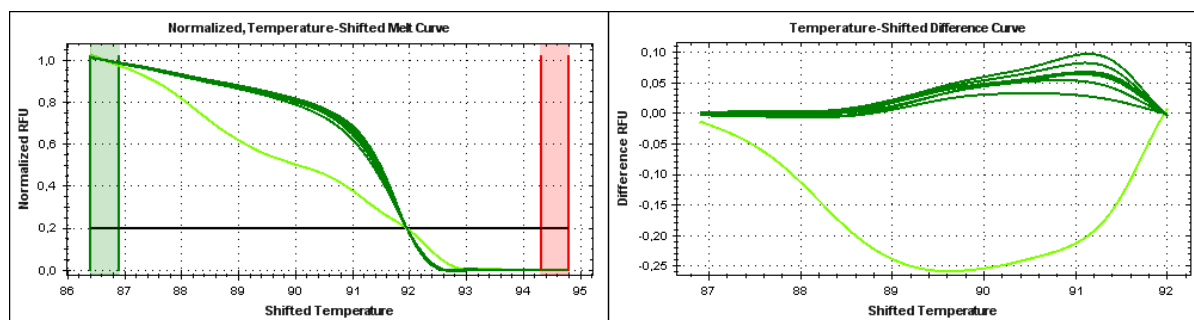 Normalized, Temperature-Shifted Melt Curve
Normalized RFU
1,0
0,8
0,6
0,4
0,2
0,0
86 87 88 89 90 91 92 93 94 95
Shifted Temperature
Temperature-Shifted Difference Curve
Difference RFU
0,10
0,05
0,00
-0,05
-0,10
-0,15
-0,20
-0,25
87 88 89 90 91 92
Shifted Temperature